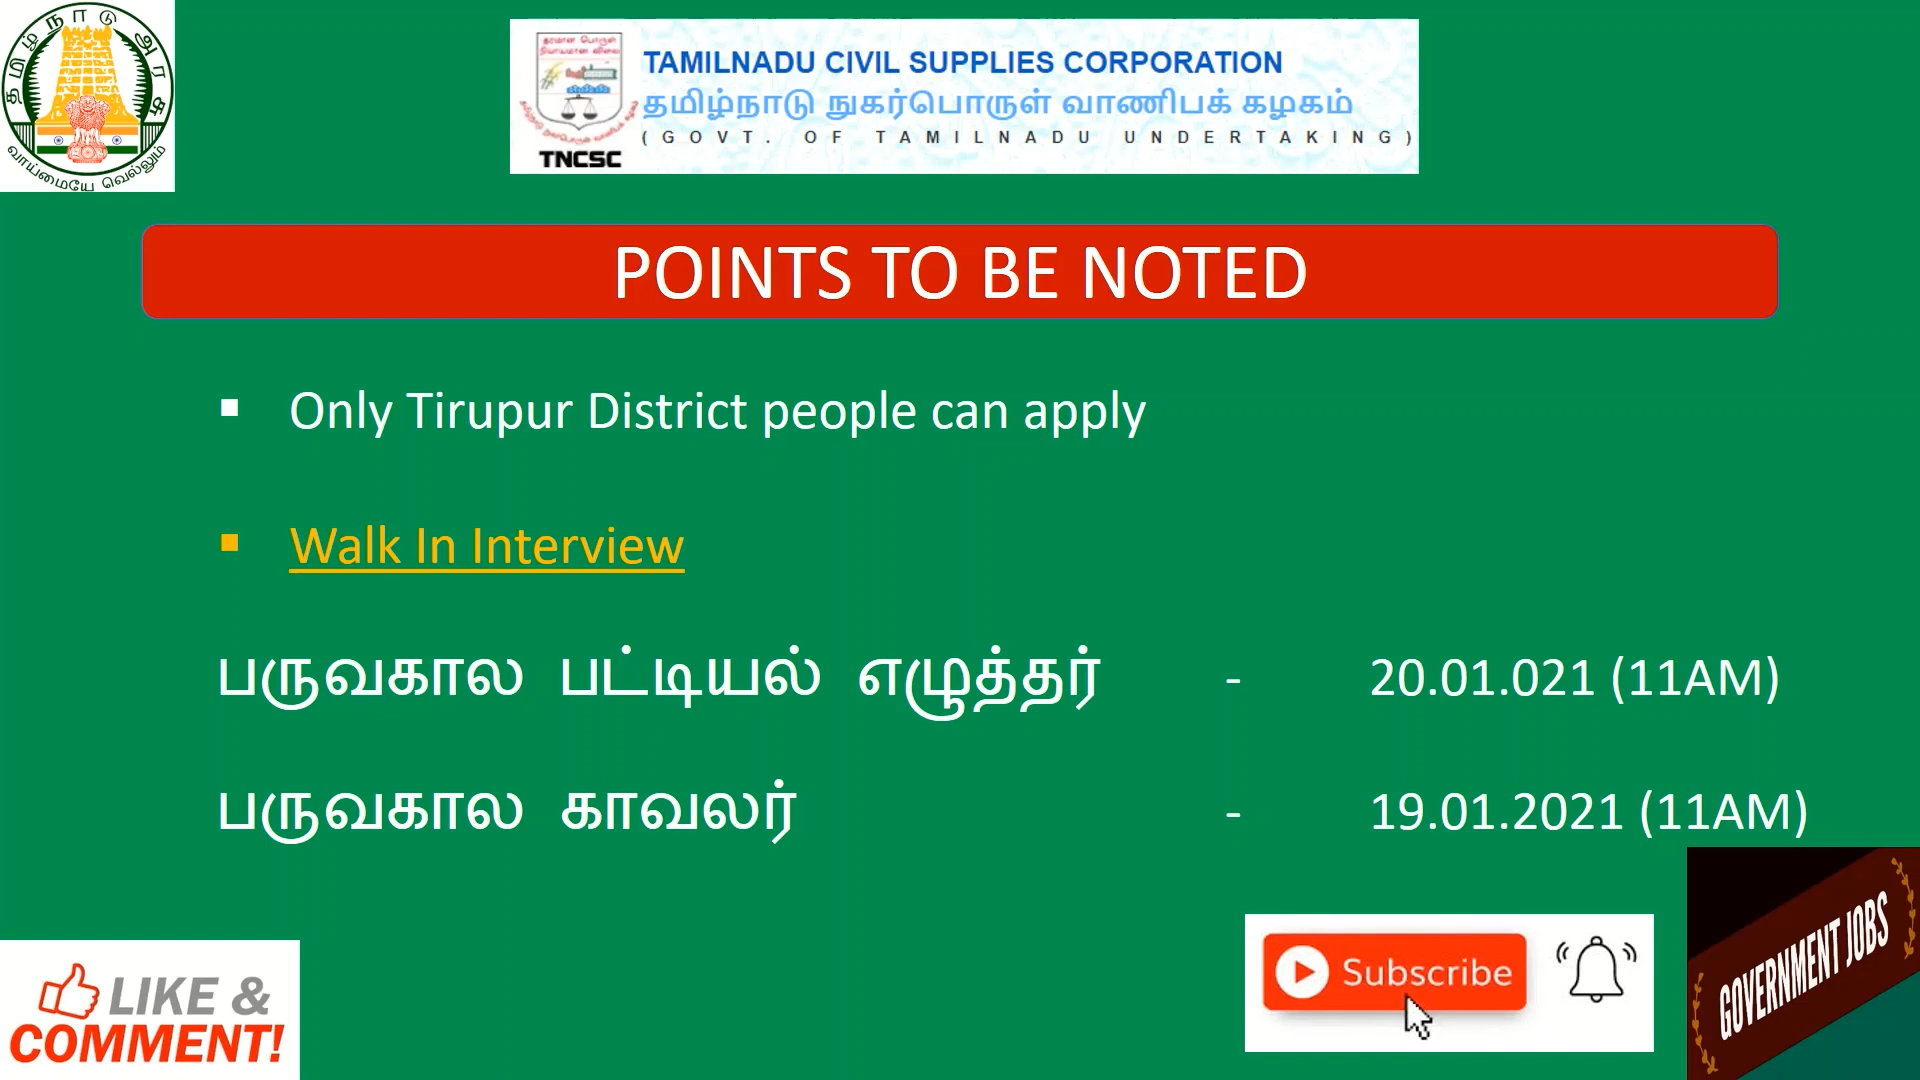 தமிழ்நாடு அரசு
வாய்மையே வெல்லும்
TNCSC
TAMILNADU CIVIL SUPPLIES CORPORATION
தமிழ்நாடு நுகர்பொருள் வாணிபக் கழகம்
(GOVT. OF TAMILNADU UNDERTAKING)
POINTS TO BE NOTED
▪ Only Tirupur District people can apply
▪ Walk In Interview
பருவகால பட்டியல் எழுத்தர் - 20.01.021 (11AM)
பருவகால காவலர் - 19.01.2021 (11AM)
LIKE &
COMMENT!
Subscribe
GOVERNMENT JOBS